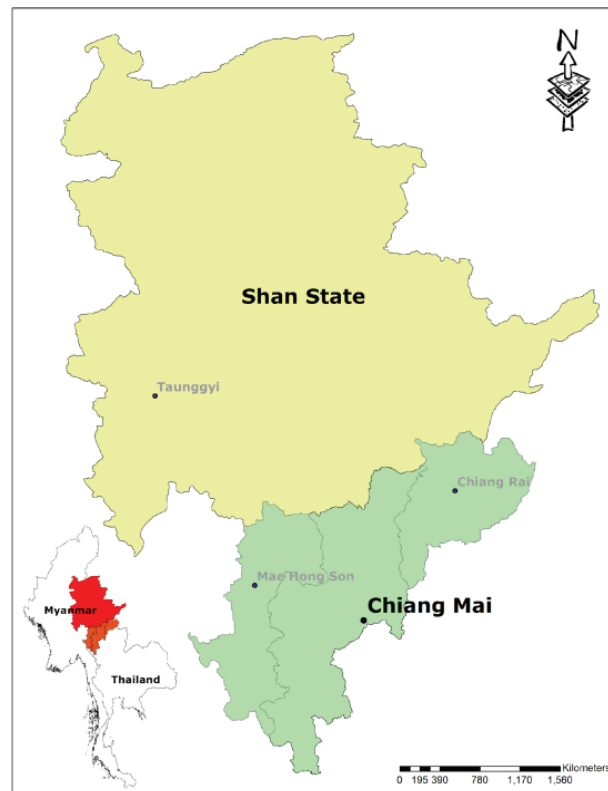 N
Shan State
Taunggyi
Chiang Rai
Mae Hong Son
Chiang Mai
Myanmar
Thailand
Kilometers
0 195 390 780 1,170 1,560